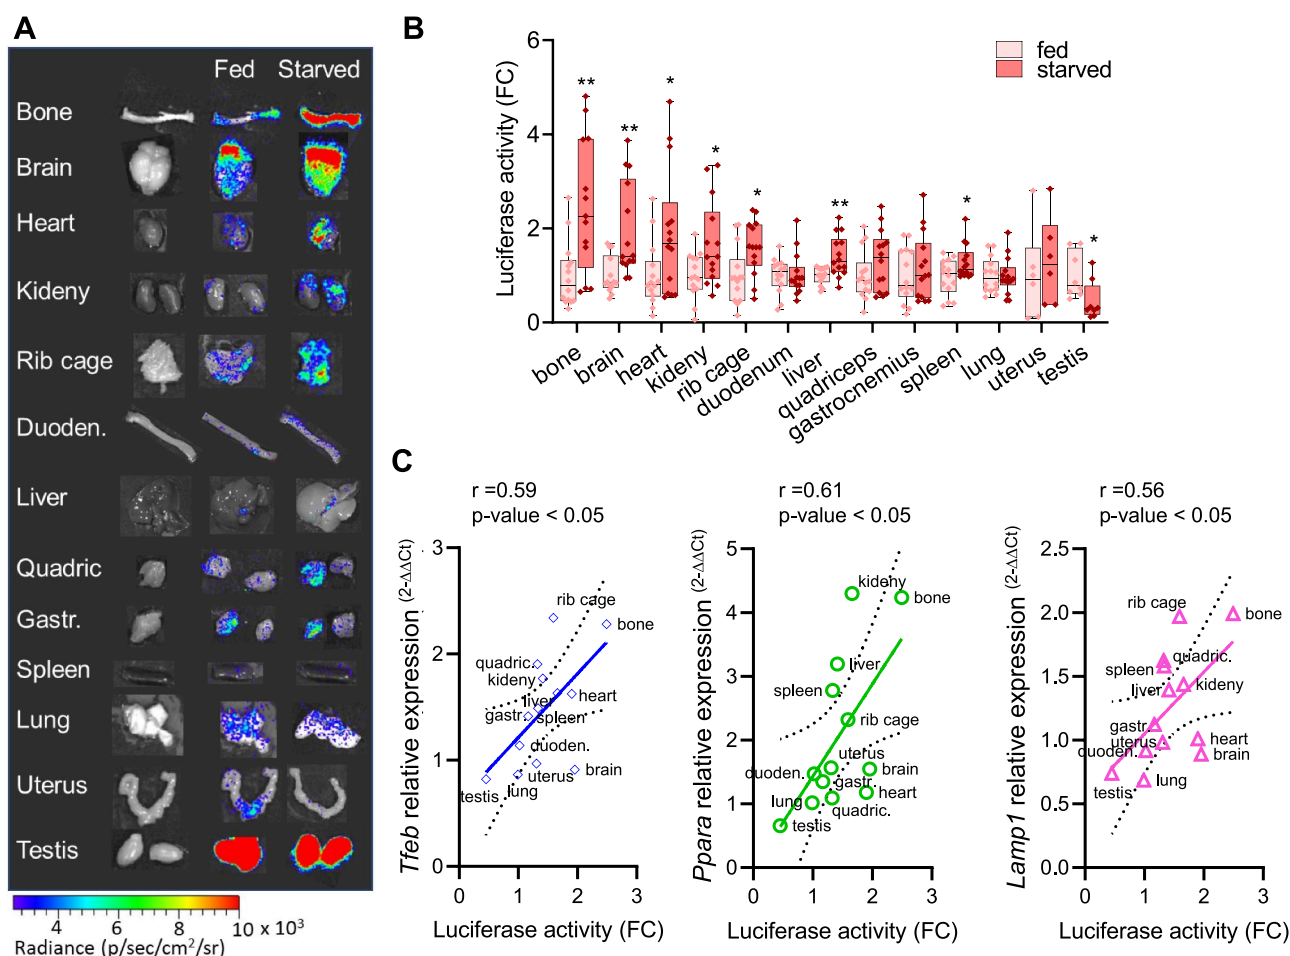 A
Fed Starved
Bone
Brain
Heart
Kideny
Rib cage
Duoden.
Liver
Quadric
Gastr.
Spleen
Lung
Uterus
Testis
4 6 8 10 x 10³
Radiance (p/sec/cm²/sr)
B
Luciferase activity (FC)
6
4
2
0
fed
starved
** ** * * * ** * *
bone brain heart kideny rib cage duodenum liver quadriceps gastrocnemius spleen lung uterus testis
C
r =0.59
p-value < 0.05
Tfeb relative expression (2-ΔΔCt)
3
2
1
0
rib cage
bone
quadric.
kideny
heart
liver
gastr.
spleen
duoden.
uterus
brain
testis
lung
0 1 2 3
Luciferase activity (FC)
r =0.61
p-value < 0.05
Ppara relative expression (2-ΔΔCt)
5
4
3
2
1
0
kideny
bone
liver
spleen
rib cage
uterus
duoden.
brain
gastr.
heart
lung
quadric.
testis
0 1 2 3
Luciferase activity (FC)
r =0.56
p-value < 0.05
Lamp1 relative expression (2-ΔΔCt)
2.5
2.0
1.5
1.0
0.5
0.0
rib cage
bone
quadric.
spleen
liver
kideny
gastr.
uterus
heart
duoden.
brain
lung
testis
0 1 2 3
Luciferase activity (FC)